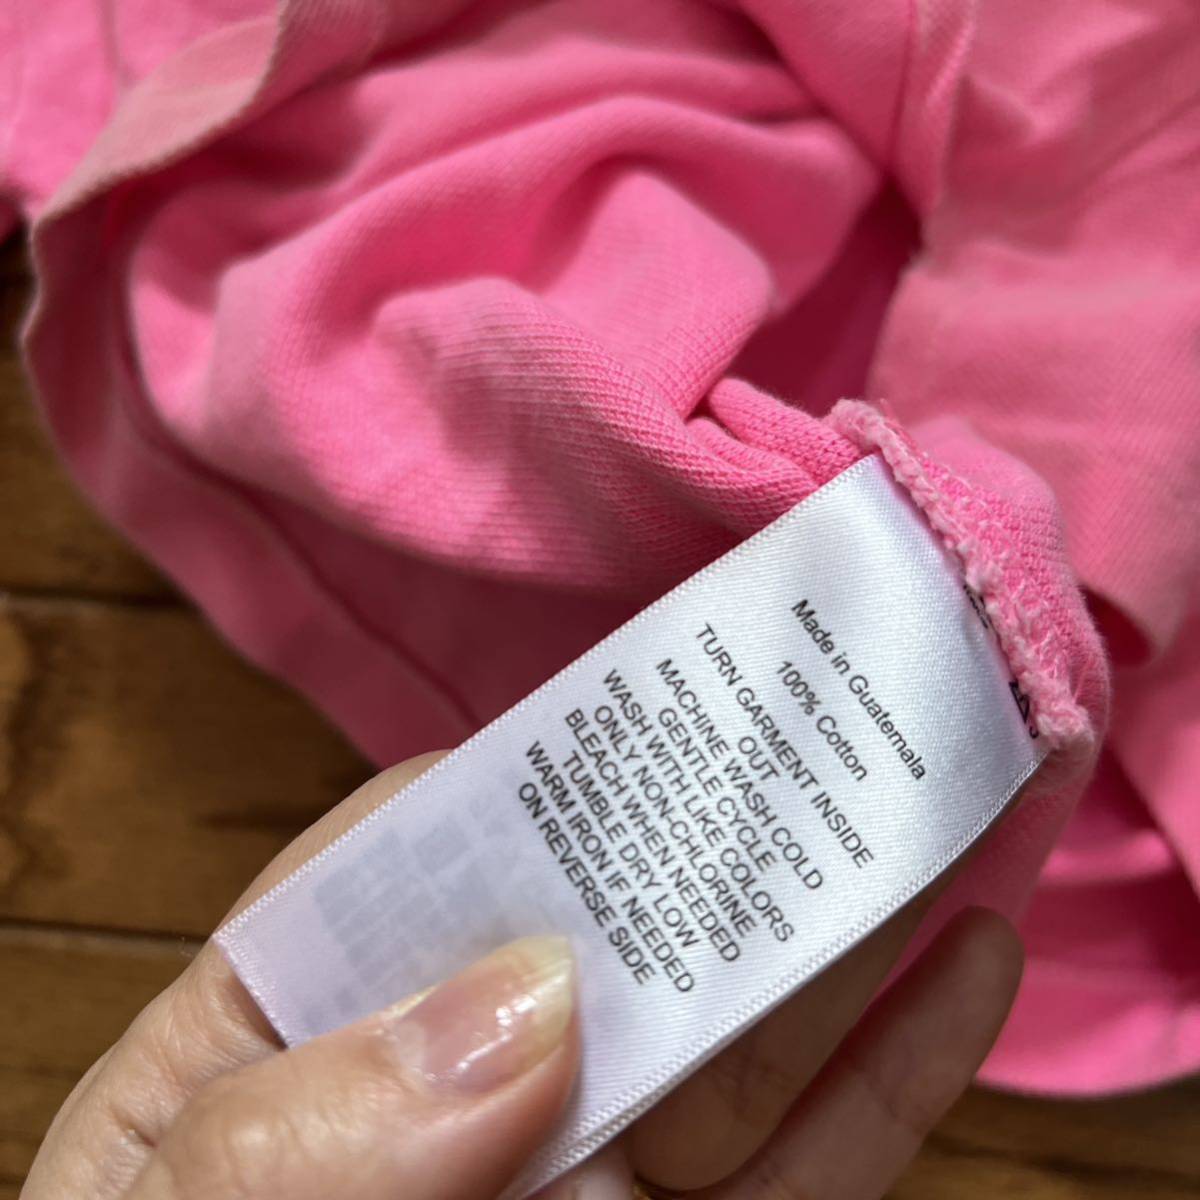 Made in Guatemala
100% Cotton
TURN GARMENT INSIDE
OUT
MACHINE WASH COLD
GENTLE CYCLE
WASH WITH LIKE COLORS
ONLY NON-CHLORINE
BLEACH WHEN NEEDED
TUMBLE DRY LOW
WARM IRON IF NEEDED
ON REVERSE SIDE